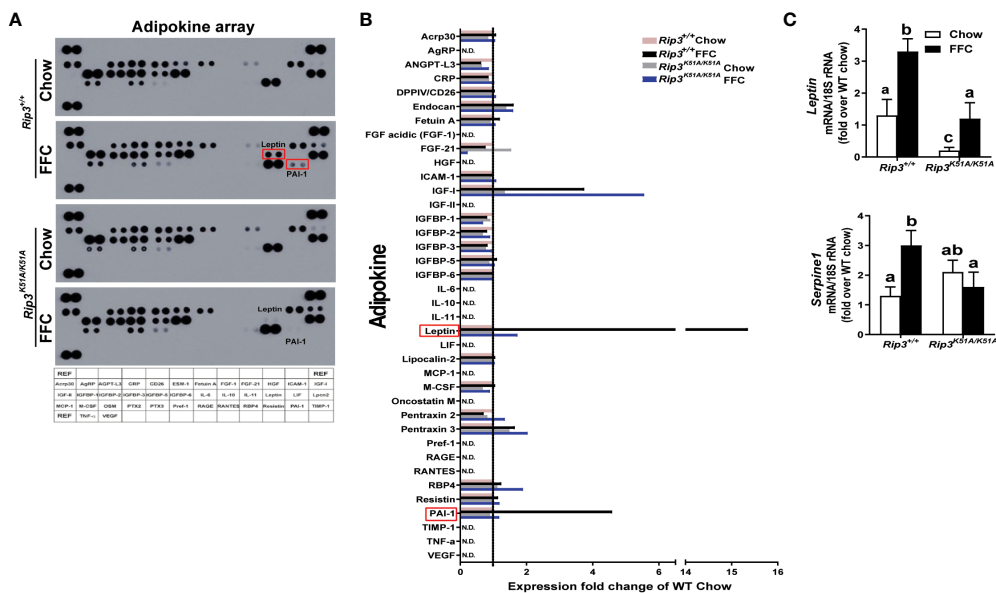 A
Adipokine array
Rip3+/+
Chow
FFC
Leptin
PAI-1
Rip3K51A/K51A
Chow
FFC
Leptin
PAI-1
REF REF
Acrp30 AgRP AGPT-L3 CRP CD26 ESM-1 Fetuin A FGF-1 FGF-21 HGF ICAM-1 IGF-I
IGF-II IGFBP-1 IGFBP-2 IGFBP-3 IGFBP-5 IGFBP-6 IL-6 IL-10 IL-11 Leptin LIF Lpcn2
MCP-1 M-CSF OSM PTX2 PTX3 Pref-1 RAGE RANTES RBP4 Resistin PAI-1 TIMP-1
REF TNF-α VEGF
B
Adipokine
Rip3+/+Chow
Rip3+/+FFC
Rip3K51A/K51A Chow
Rip3K51A/K51A FFC
Acrp30
AgRP N.D.
ANGPT-L3
CRP
DPPIV/CD26
Endocan
Fetuin A
FGF acidic (FGF-1) N.D.
FGF-21
HGF N.D.
ICAM-1
IGF-I
IGF-II N.D.
IGFBP-1
IGFBP-2
IGFBP-3
IGFBP-5
IGFBP-6
IL-6 N.D.
IL-10 N.D.
IL-11 N.D.
Leptin
LIF N.D.
Lipocalin-2
MCP-1 N.D.
M-CSF
Oncostatin M N.D.
Pentraxin 2
Pentraxin 3
Pref-1 N.D.
RAGE N.D.
RANTES N.D.
RBP4
Resistin
PAI-1
TIMP-1 N.D.
TNF-a N.D.
VEGF N.D.
0 2 4 6 14 15 16
Expression fold change of WT Chow
C
Chow
FFC
Leptin
mRNA/18S rRNA
(fold over WT chow)
4
3
2
1
0
a b c a
Rip3+/+ Rip3K51A/K51A
Serpine1
mRNA/18S rRNA
(fold over WT chow)
4
3
2
1
0
a b ab a
Rip3+/+ Rip3K51A/K51A